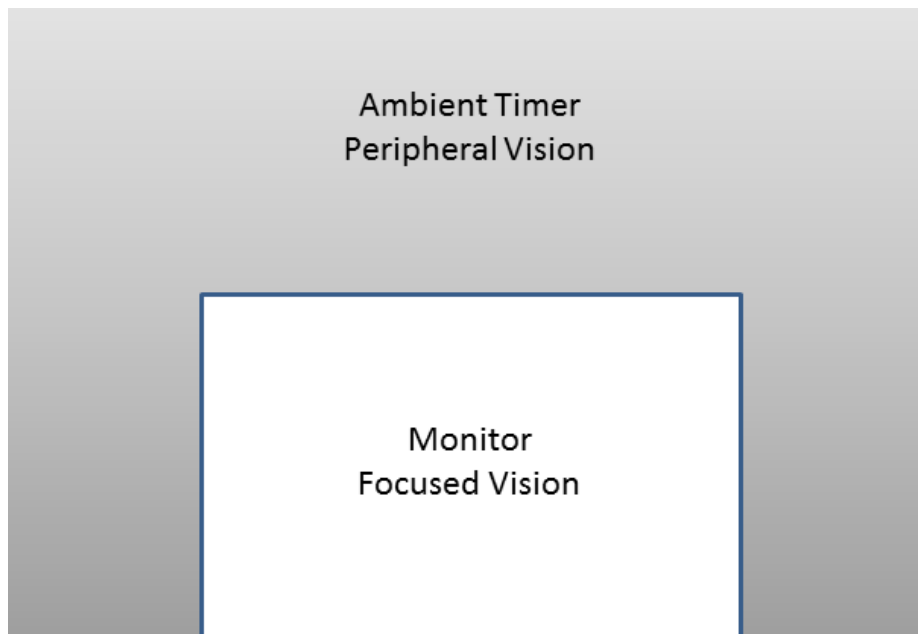 Ambient Timer
Peripheral Vision
Monitor
Focused Vision